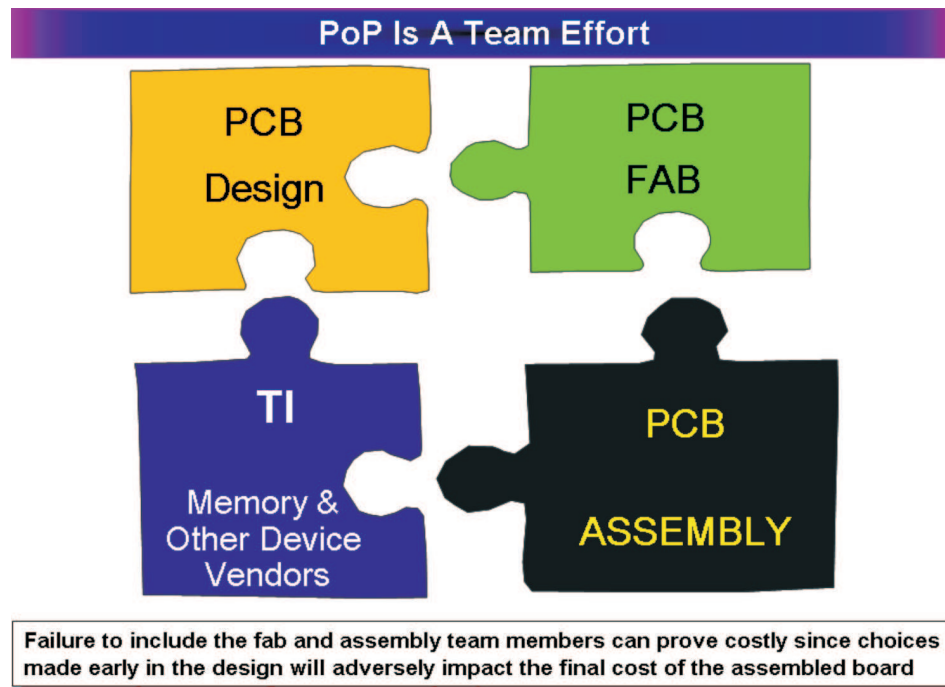 PoP Is A Team Effort
PCB
Design
PCB
FAB
TI
Memory &
Other Device
Vendors
PCB
ASSEMBLY
Failure to include the fab and assembly team members can prove costly since choices
made early in the design will adversely impact the final cost of the assembled board